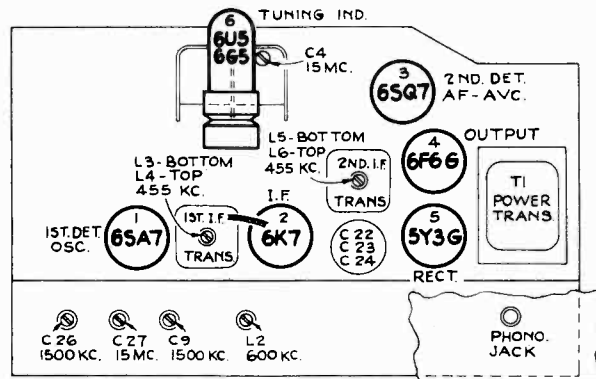 TUNING IND.
6
6U5
6G5
C4
15 MC.
3
6SQ7
2ND. DET.
AF-AVC.
L5-BOTTOM
L6-TOP
455 KC.
2ND. I.F.
TRANS
4
6F6G
OUTPUT
L3-BOTTOM
L4-TOP
455 KC.
T1
POWER
TRANS.
1ST. DET.
OSC.
1
6SA7
1ST. I.F.
TRANS.
I.F.
2
6K7
C 22
C 23
C 24
5
5Y3G
RECT.
C 26
1500 KC.
C 27
15 MC.
C 9
1500 KC.
L2
600 KC.
PHONO.
JACK